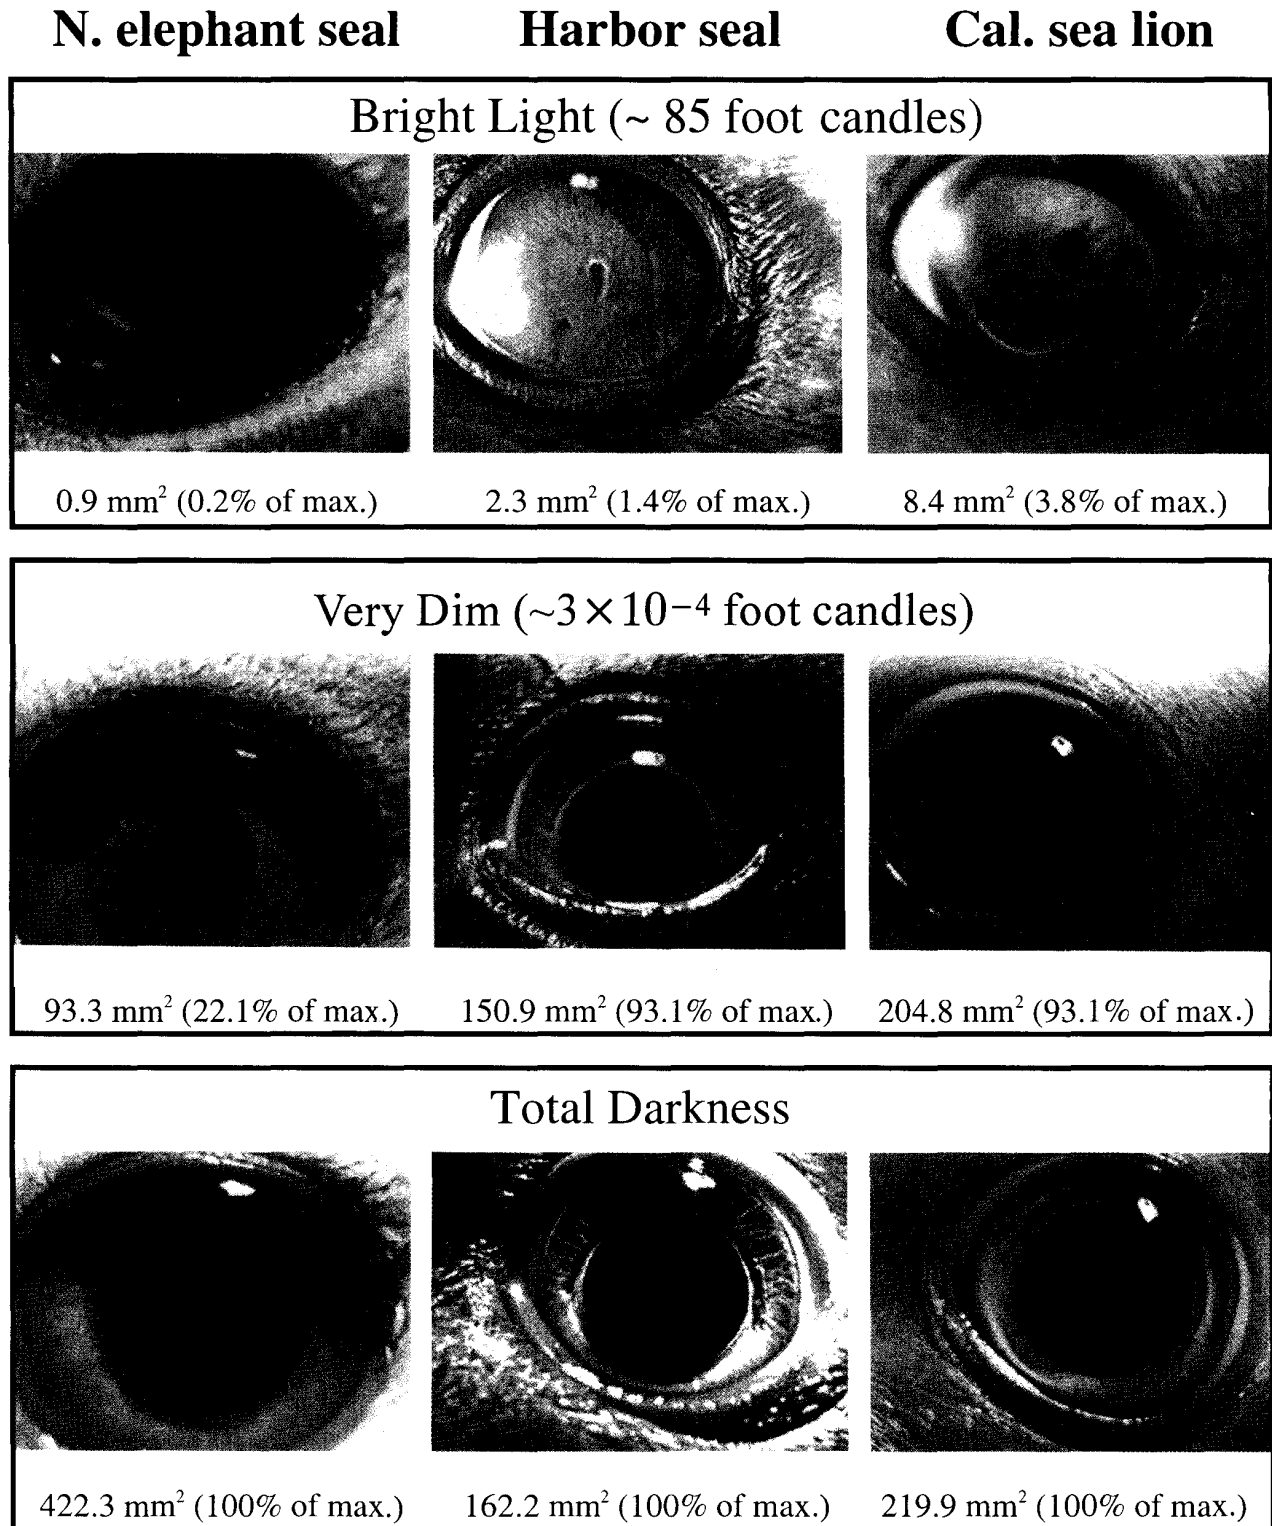 N. elephant seal Harbor seal Cal. sea lion
Bright Light (~ 85 foot candles)
0.9 mm² (0.2% of max.) 2.3 mm² (1.4% of max.) 8.4 mm² (3.8% of max.)
Very Dim (~3×10⁻⁴ foot candles)
93.3 mm² (22.1% of max.) 150.9 mm² (93.1% of max.) 204.8 mm² (93.1% of max.)
Total Darkness
422.3 mm² (100% of max.) 162.2 mm² (100% of max.) 219.9 mm² (100% of max.)